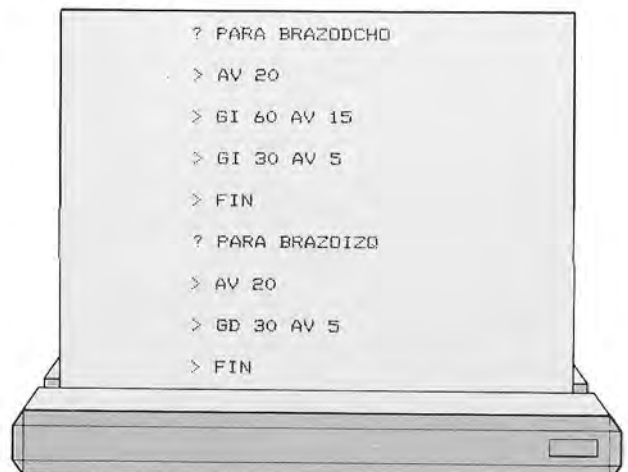 ? PARA BRAZODCHO
> AV 20
> GI 60 AV 15
> GI 30 AV 5
> FIN
? PARA BRAZOIZQ
> AV 20
> GD 30 AV 5
> FIN